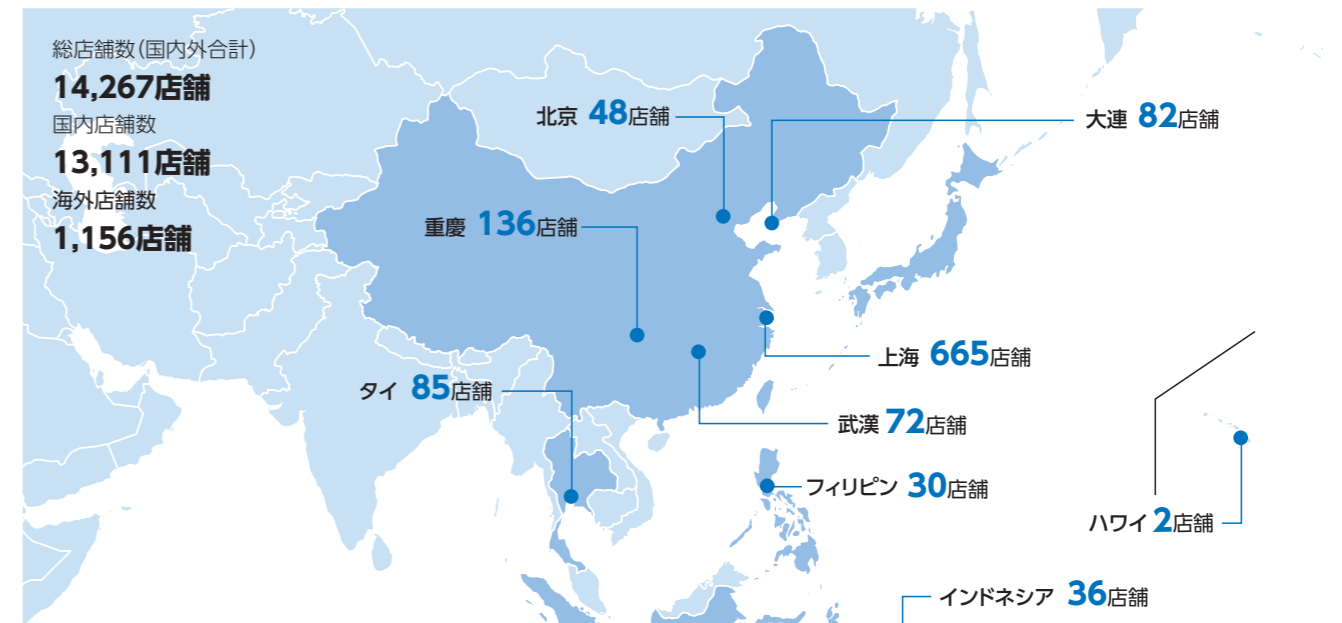 総店舗数(国内外合計)
14,267店舗
国内店舗数
13,111店舗
海外店舗数
1,156店舗
北京 48店舗
大連 82店舗
重慶 136店舗
上海 665店舗
タイ 85店舗
武漢 72店舗
フィリピン 30店舗
ハワイ 2店舗
インドネシア 36店舗